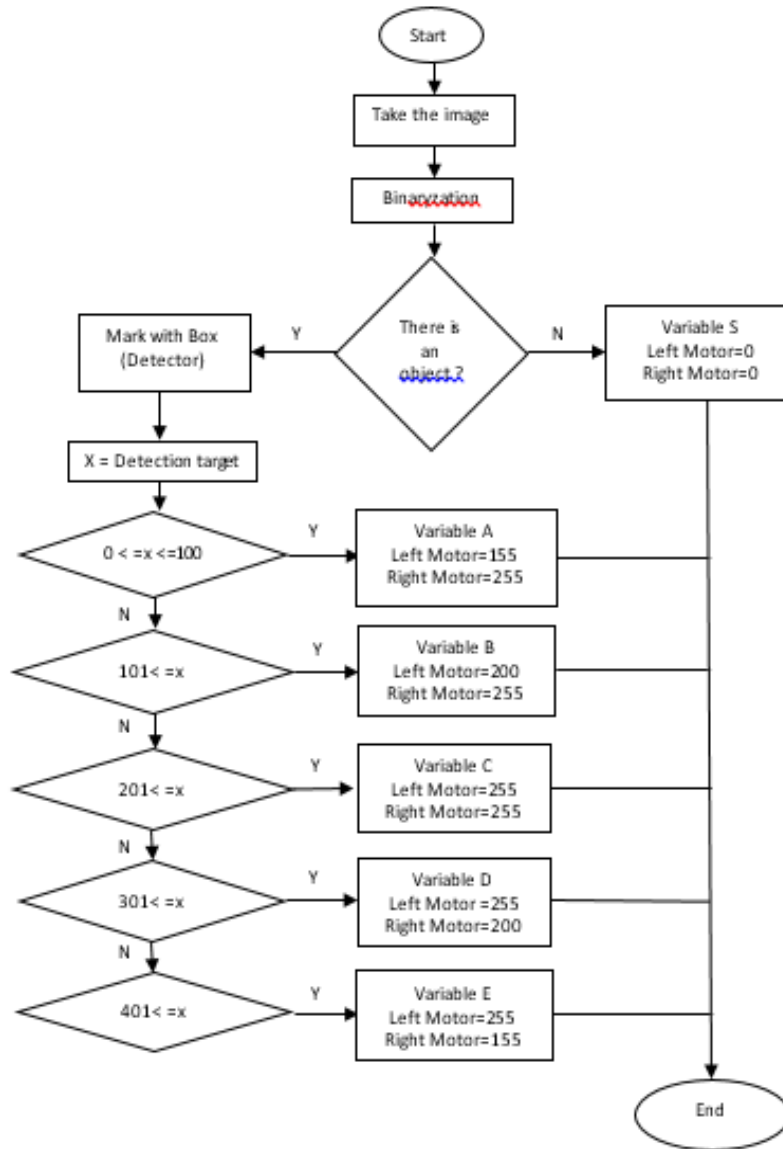 Start
Take the image
Binaryzation
There is
an
object ?
Y
N
Mark with Box
(Detector)
Variable S
Left Motor=0
Right Motor=0
X = Detection target
0 < =x <=100
Y
Variable A
Left Motor=155
Right Motor=255
N
101< =x
Y
Variable B
Left Motor=200
Right Motor=255
N
201< =x
Y
Variable C
Left Motor=255
Right Motor=255
N
301< =x
Y
Variable D
Left Motor =255
Right Motor=200
N
401< =x
Y
Variable E
Left Motor=255
Right Motor=155
End